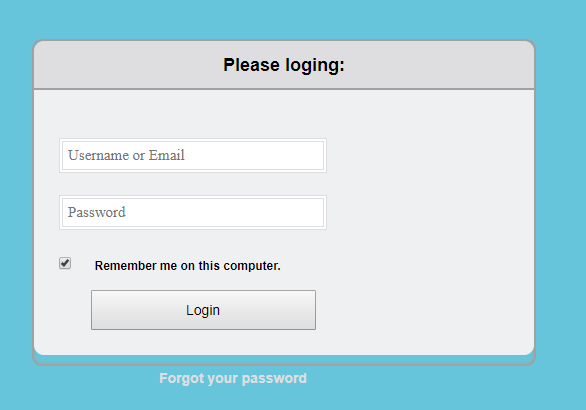 Please loging:
Username or Email
Password
Remember me on this computer.
Login
Forgot your password